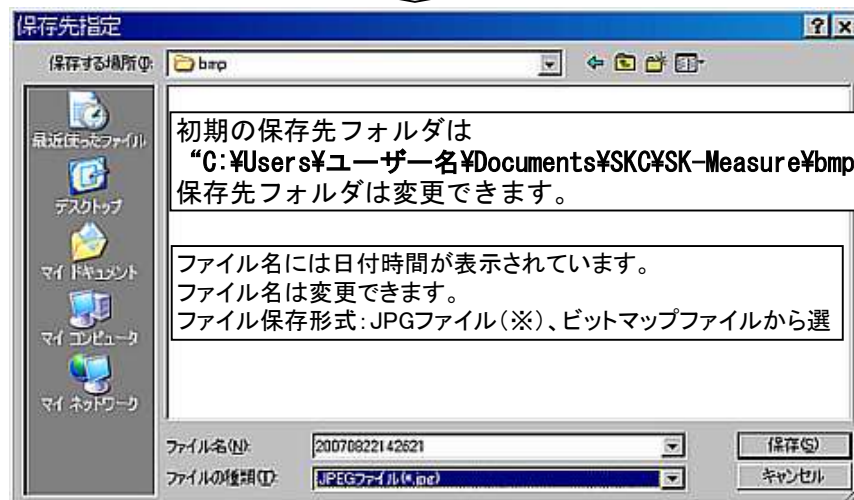 保存先指定
保存する場所(I):
bmp
最近使ったファイル
デスクトップ
マイ ドキュメント
マイ コンピュータ
マイ ネットワーク
初期の保存先フォルダは
“C:¥Users¥ユーザー名¥Documents¥SKC¥SK-Measure¥bmp
保存先フォルダは変更できます。
ファイル名には日付時間が表示されています。
ファイル名は変更できます。
ファイル保存形式：JPGファイル（※）、ビットマップファイルから選
ファイル名(N):
20070822142621
保存(S)
ファイルの種類(T):
JPEGファイル(*.jpg)
キャンセル